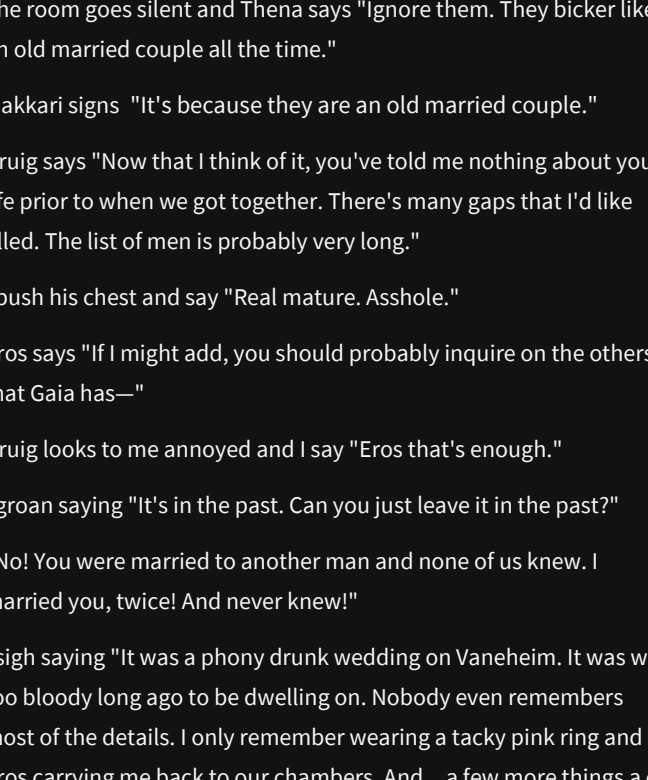 he room goes silent and Thena says "Ignore them. They bicker like
n old married couple all the time."
akkari signs "It's because they are an old married couple."
ruig says "Now that I think of it, you've told me nothing about you
fe prior to when we got together. There's many gaps that I'd like
lled. The list of men is probably very long."
push his chest and say "Real mature. Asshole."
ros says "If I might add, you should probably inquire on the others
hat Gaia has—"
ruig looks to me annoyed and I say "Eros that's enough."
groan saying "It's in the past. Can you just leave it in the past?"
No! You were married to another man and none of us knew. I
arried you, twice! And never knew!"
sigh saying "It was a phony drunk wedding on Vaneheim. It was w
oo bloody long ago to be dwelling on. Nobody even remembers
most of the details. I only remember wearing a tacky pink ring and
ros carrying me back to our chambers. And a few more things a